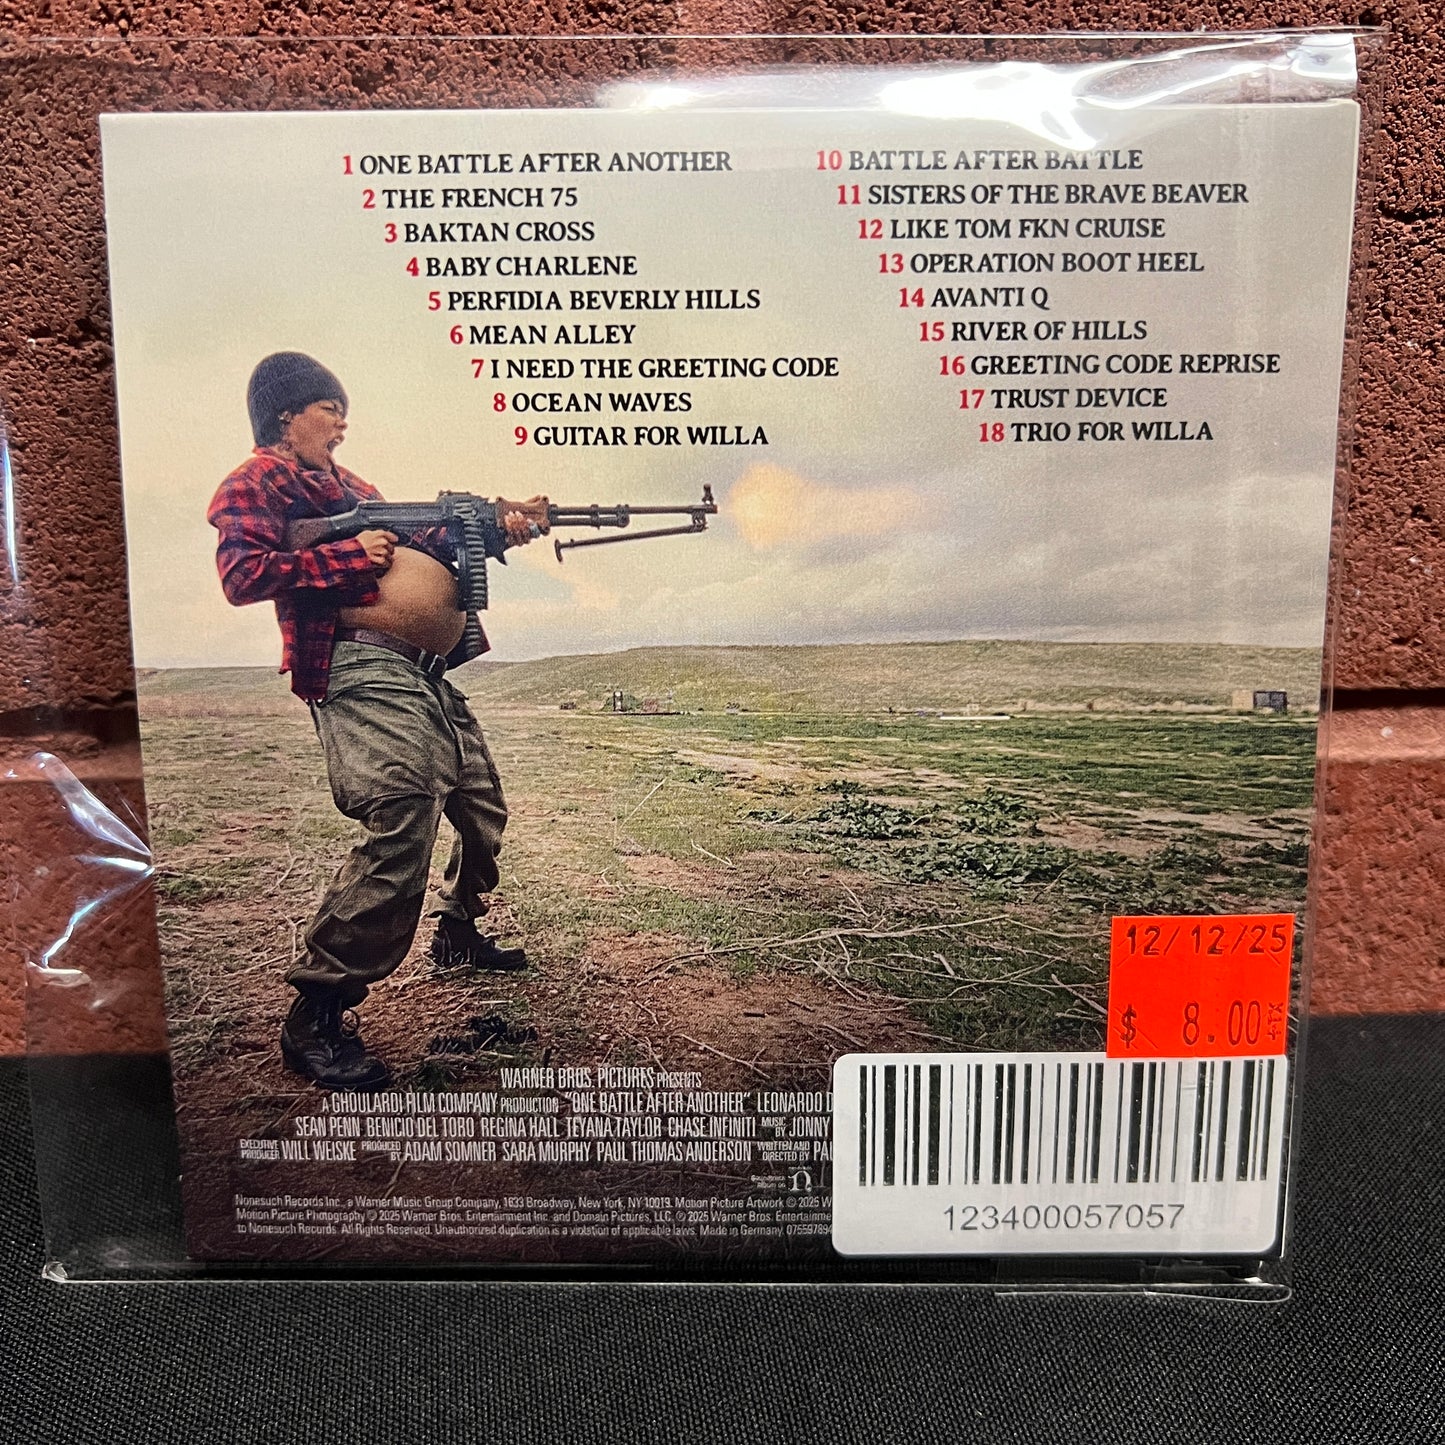 1 ONE BATTLE AFTER ANOTHER
2 THE FRENCH 75
3 BAKTAN CROSS
4 BABY CHARLENE
5 PERFIDIA BEVERLY HILLS
6 MEAN ALLEY
7 I NEED THE GREETING CODE
8 OCEAN WAVES
9 GUITAR FOR WILLA
10 BATTLE AFTER BATTLE
11 SISTERS OF THE BRAVE BEAVER
12 LIKE TOM FKN CRUISE
13 OPERATION BOOT HEEL
14 AVANTI Q
15 RIVER OF HILLS
16 GREETING CODE REPRISE
17 TRUST DEVICE
18 TRIO FOR WILLA
12/12/25
$ 8.00
WARNER BROS. PICTURES PRESENTS
A GHOULARDI FILM COMPANY PRODUCTION "ONE BATTLE AFTER ANOTHER" LEONARDO D
SEAN PENN BENICIO DEL TORO REGINA HALL TEYANA TAYLOR CHASE INFINITI MUSIC BY JONNY
EXECUTIVE PRODUCER WILL WEISKE PRODUCED BY ADAM SOMNER SARA MURPHY PAUL THOMAS ANDERSON WRITTEN AND DIRECTED BY PAU
Soundtrack
Album on
Nonesuch Records Inc., a Warner Music Group Company, 1633 Broadway, New York, NY 10019. Motion Picture Artwork © 2025 W
Motion Picture Photography © 2025 Warner Bros. Entertainment Inc. and Domain Pictures, LLC. ℗ 2025 Warner Bros. Entertainme
to Nonesuch Records. All Rights Reserved. Unauthorized duplication is a violation of applicable laws. Made in Germany. 075597894
123400057057